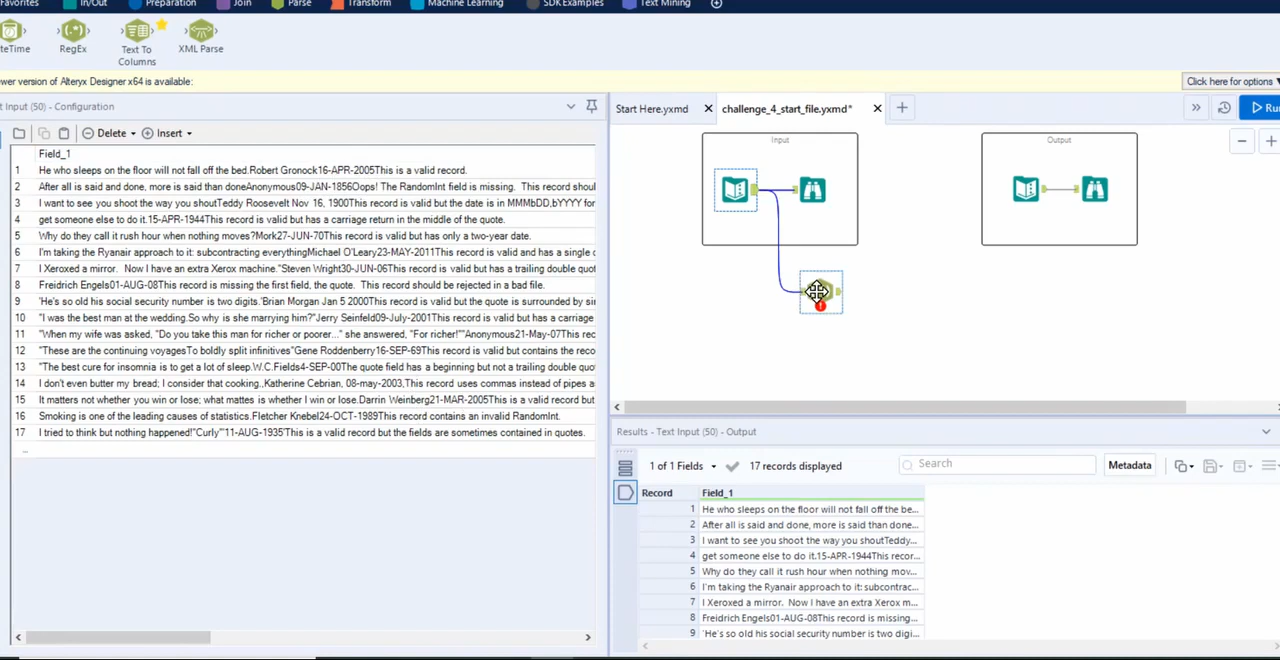 Favorites In/Out Preparation Join Parse Transform Machine Learning SDK Examples Text Mining
teTime RegEx Text To Columns XML Parse
ewer version of Alteryx Designer x64 is available: Click here for options
t Input (50) - Configuration
Start Here.yxmd challenge_4_start_file.yxmd*
Run
Delete Insert
Input Output
Field_1
1 He who sleeps on the floor will not fall off the bed.Robert Gronock16-APR-2005This is a valid record.
2 After all is said and done, more is said than doneAnonymous09-JAN-1856Oops! The RandomInt field is missing. This record shoul
3 I want to see you shoot the way you shoutTeddy Roosevelt Nov 16, 1900This record is valid but the date is in MMMbDD,bYYYY for
4 get someone else to do it.15-APR-1944This record is valid but has a carriage return in the middle of the quote.
5 Why do they call it rush hour when nothing moves?Mork27-JUN-70This record is valid but has only a two-year date.
6 I'm taking the Ryanair approach to it: subcontracting everythingMichael O'Leary23-MAY-2011This record is valid and has a single c
7 I Xeroxed a mirror. Now I have an extra Xerox machine."Steven Wright30-JUN-06This record is valid but has a trailing double quot
8 Freidrich Engels01-AUG-08This record is missing the first field, the quote. This record should be rejected in a bad file.
9 'He's so old his social security number is two digits.'Brian Morgan Jan 5 2000This record is valid but the quote is surrounded by sin
10 "I was the best man at the wedding.So why is she marrying him?"Jerry Seinfeld09-July-2001This record is valid but has a carriage
11 "When my wife was asked, "Do you take this man for richer or poorer..." she answered, "For richer!""Anonymous21-May-07This rec
12 "These are the continuing voyagesTo boldly split infinitives"Gene Roddenberry16-SEP-69This record is valid but contains the reco
13 "The best cure for insomnia is to get a lot of sleep.W.C.Fields4-SEP-00The quote field has a beginning but not a trailing double quot
14 I don't even butter my bread; I consider that cooking.,Katherine Cebrian, 08-may-2003,This record uses commas instead of pipes a
15 It matters not whether you win or lose; what mattes is whether I win or lose.Darrin Weinberg21-MAR-2005This is a valid record but
16 Smoking is one of the leading causes of statistics.Fletcher Knebel24-OCT-1989This record contains an invalid RandomInt.
17 I tried to think but nothing happened!"Curly"'11-AUG-1935'This is a valid record but the fields are sometimes contained in quotes.
...
Results - Text Input (50) - Output
1 of 1 Fields 17 records displayed Search Metadata
Record Field_1
1 He who sleeps on the floor will not fall off the be...
2 After all is said and done, more is said than done...
3 I want to see you shoot the way you shoutTeddy...
4 get someone else to do it.15-APR-1944This recor...
5 Why do they call it rush hour when nothing mov...
6 I'm taking the Ryanair approach to it: subcontrac...
7 I Xeroxed a mirror. Now I have an extra Xerox m...
8 Freidrich Engels01-AUG-08This record is missing...
9 'He's so old his social security number is two digi...